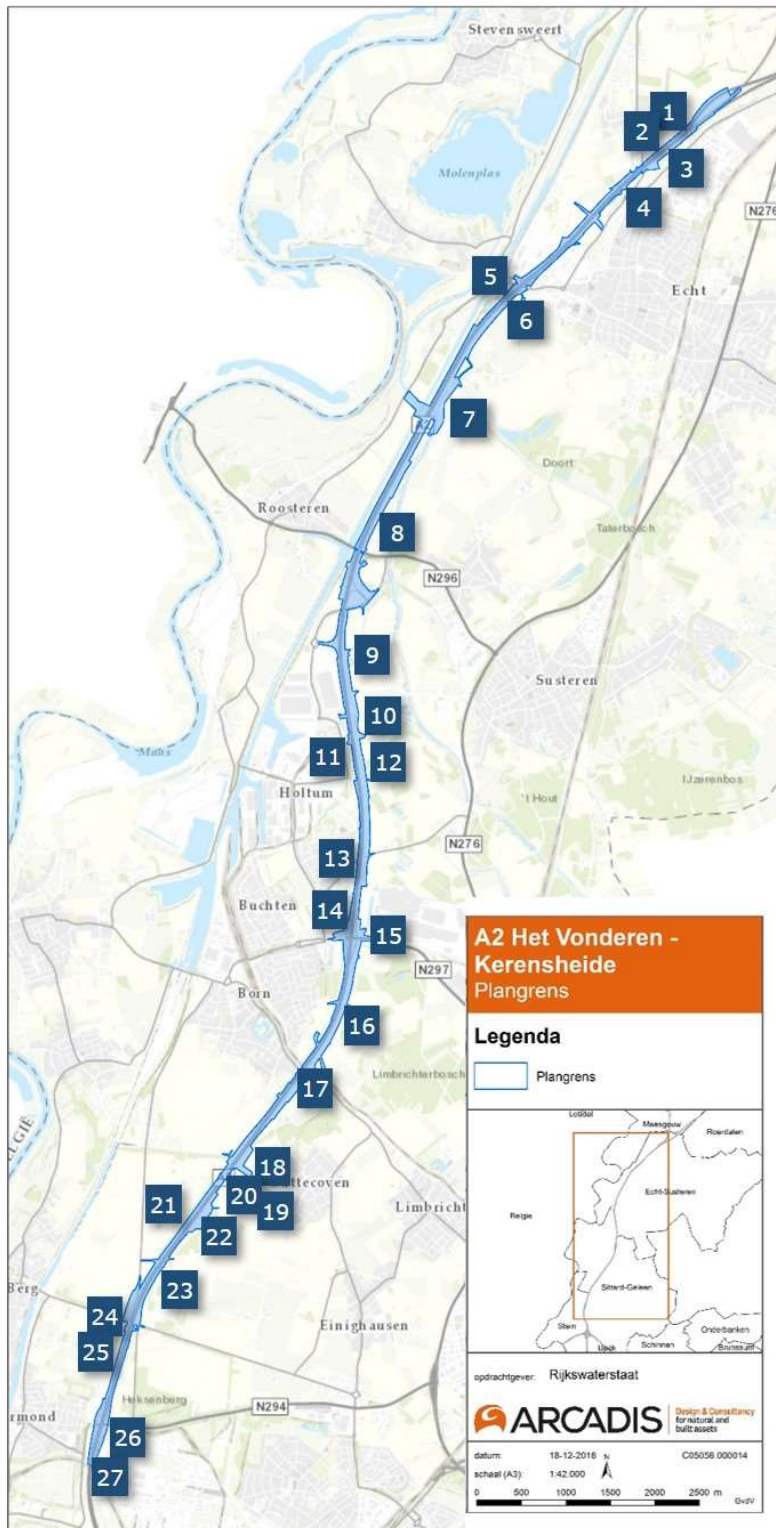 Stevensweert
1
2
3
Molenplas
4
N276
5
Echt
6
7
Doort
Roosteren
8
N296
9
Susteren
10
11
12
IJzerenbos
Holtum
't Hout
N276
13
Buchten
14
15
N297
Born
16
Limbrichterbosch
17
18
20
19
21
22
Limbricht
23
24
Einighausen
25
N294
26
27
A2 Het Vonderen -
Kerensheide
Plangrens
Legenda
Plangrens
Maasgouw
Roerdalen
Echt-Susteren
Belgie
Sittard-Geleen
Stein
Schinnen
Onderbanken
opdrachtgever: Rijkswaterstaat
ARCADIS
Design & Consultancy
for natural and
built assets
datum: 18-12-2016 N C05056.000014
schaal (A3): 1:42.000
0 500 1000 1500 2000 2500 m
GvdV